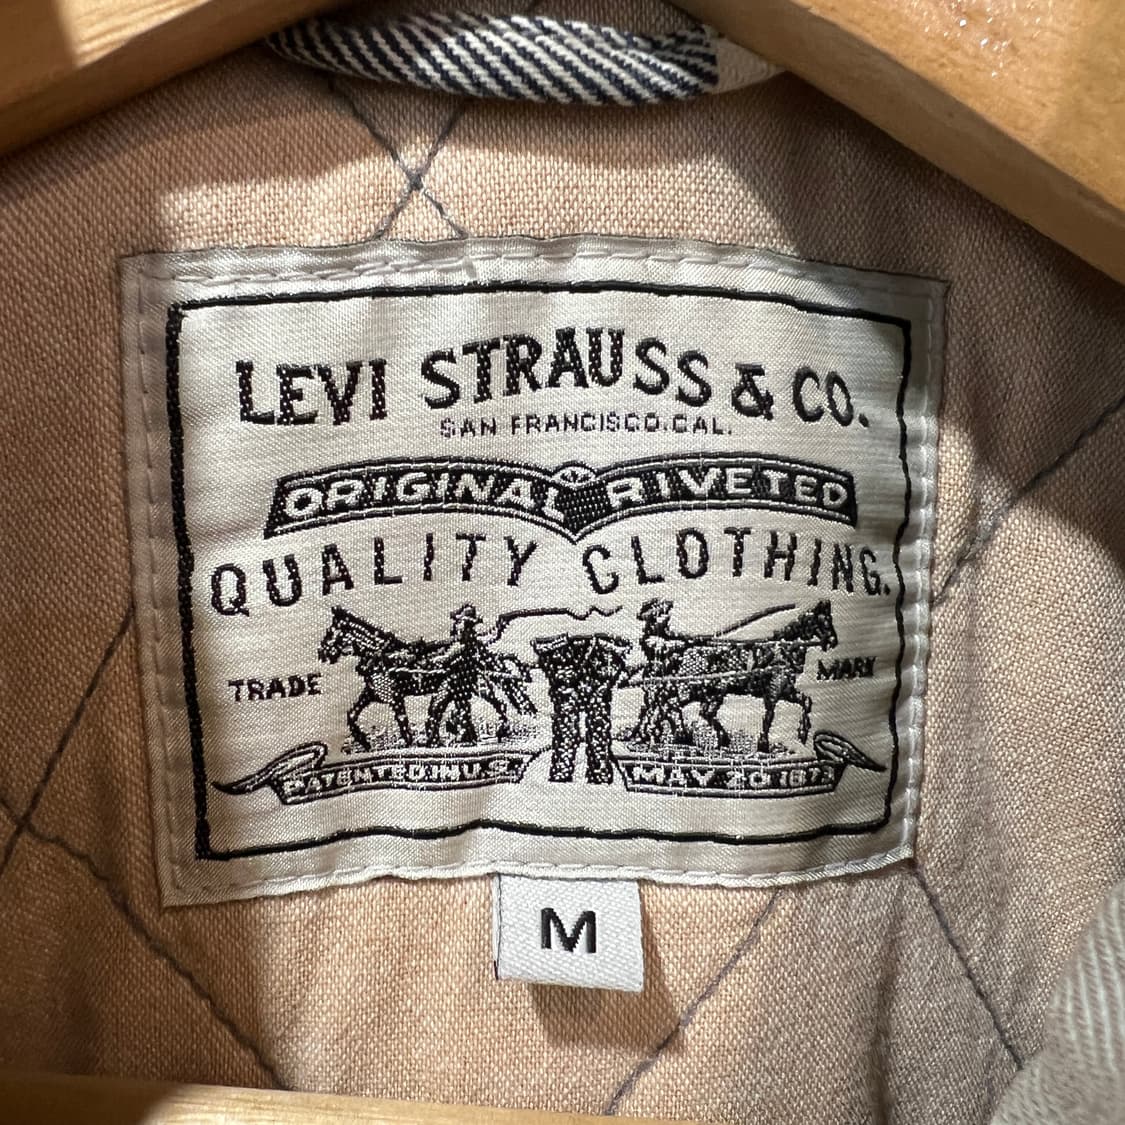 LEVI STRAUSS & CO.
SAN FRANCISCO.CAL.
ORIGINAL RIVETED
QUALITY CLOTHING.
TRADE MARK
PATENTED IN U.S. MAY 20 1873
M